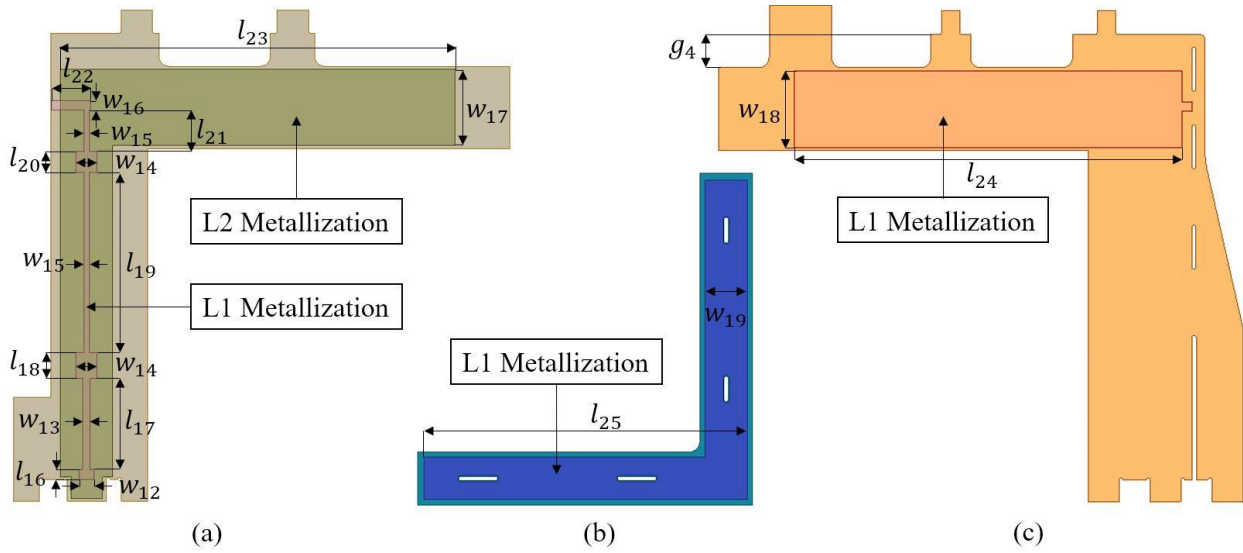 l₂₃
g₄
l₂₂
w₁₆
w₁₇
w₁₈
w₁₅
l₂₁
l₂₀
w₁₄
l₂₄
L2 Metallization
L1 Metallization
w₁₅
l₁₉
L1 Metallization
w₁₉
L1 Metallization
l₁₈
w₁₄
l₂₅
w₁₃
l₁₇
l₁₆
w₁₂
(a)
(b)
(c)